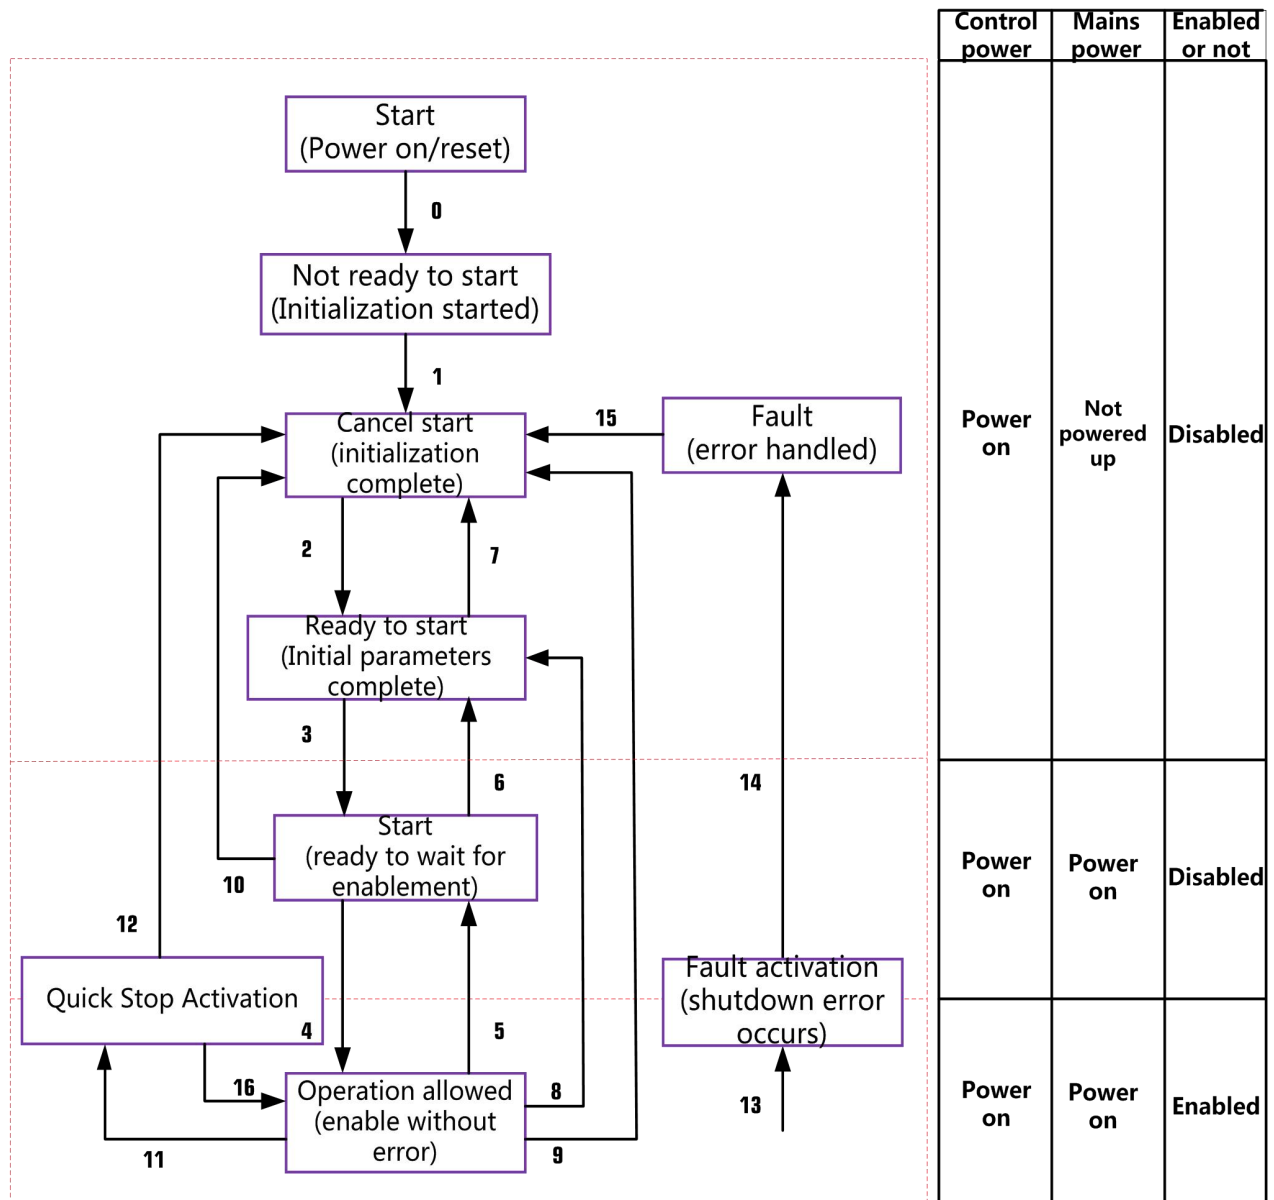 Control
power
Mains
power
Enabled
or not
Start
(Power on/reset)
0
Not ready to start
(Initialization started)
1
Cancel start
(initialization
complete)
15
Fault
(error handled)
Power
on
Not
powered
up
Disabled
2
7
Ready to start
(Initial parameters
complete)
3
6
14
Start
(ready to wait for
enablement)
10
Power
on
Power
on
Disabled
12
Quick Stop Activation
4
5
Fault activation
(shutdown error
occurs)
16
Operation allowed
(enable without
error)
8
13
11
9
Power
on
Power
on
Enabled